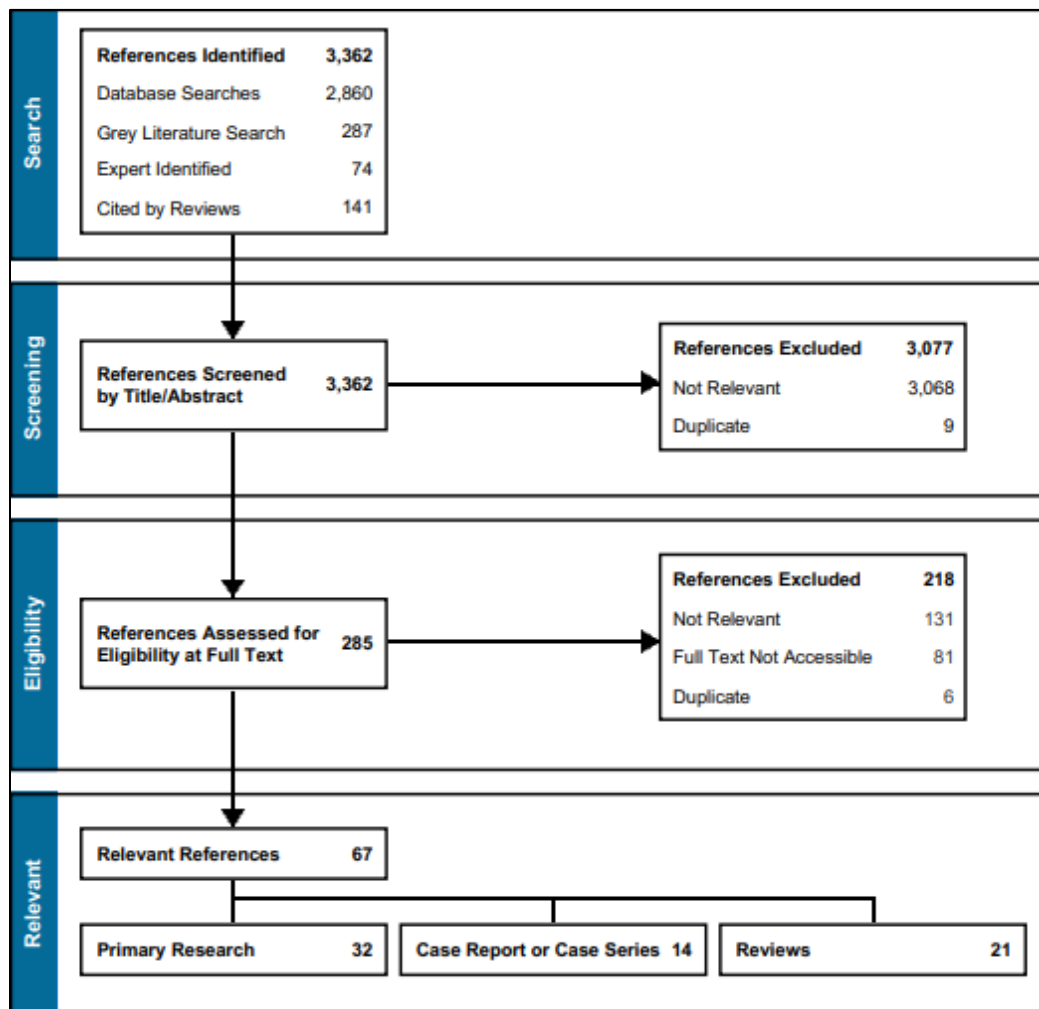 Search
References Identified 3,362
Database Searches 2,860
Grey Literature Search 287
Expert Identified 74
Cited by Reviews 141
Screening
References Screened
by Title/Abstract 3,362
References Excluded 3,077
Not Relevant 3,068
Duplicate 9
Eligibility
References Assessed for
Eligibility at Full Text 285
References Excluded 218
Not Relevant 131
Full Text Not Accessible 81
Duplicate 6
Relevant
Relevant References 67
Primary Research 32
Case Report or Case Series 14
Reviews 21